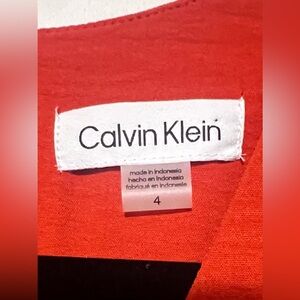 Calvin Klein
made in Indonesia
hecho en Indonesia
fabriqué en Indonésie
4